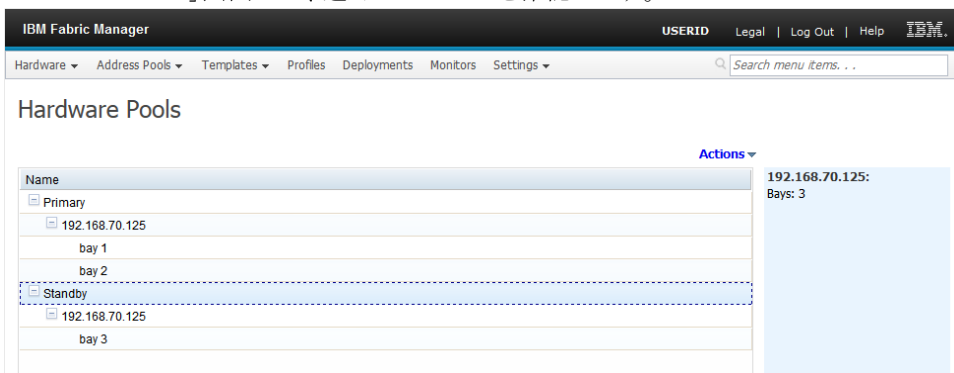 IBM Fabric Manager USERID Legal | Log Out | Help IBM.
Hardware Address Pools Templates Profiles Deployments Monitors Settings Search menu items. . .
Hardware Pools
Actions
Name
Primary
192.168.70.125
bay 1
bay 2
Standby
192.168.70.125
bay 3
192.168.70.125:
Bays: 3